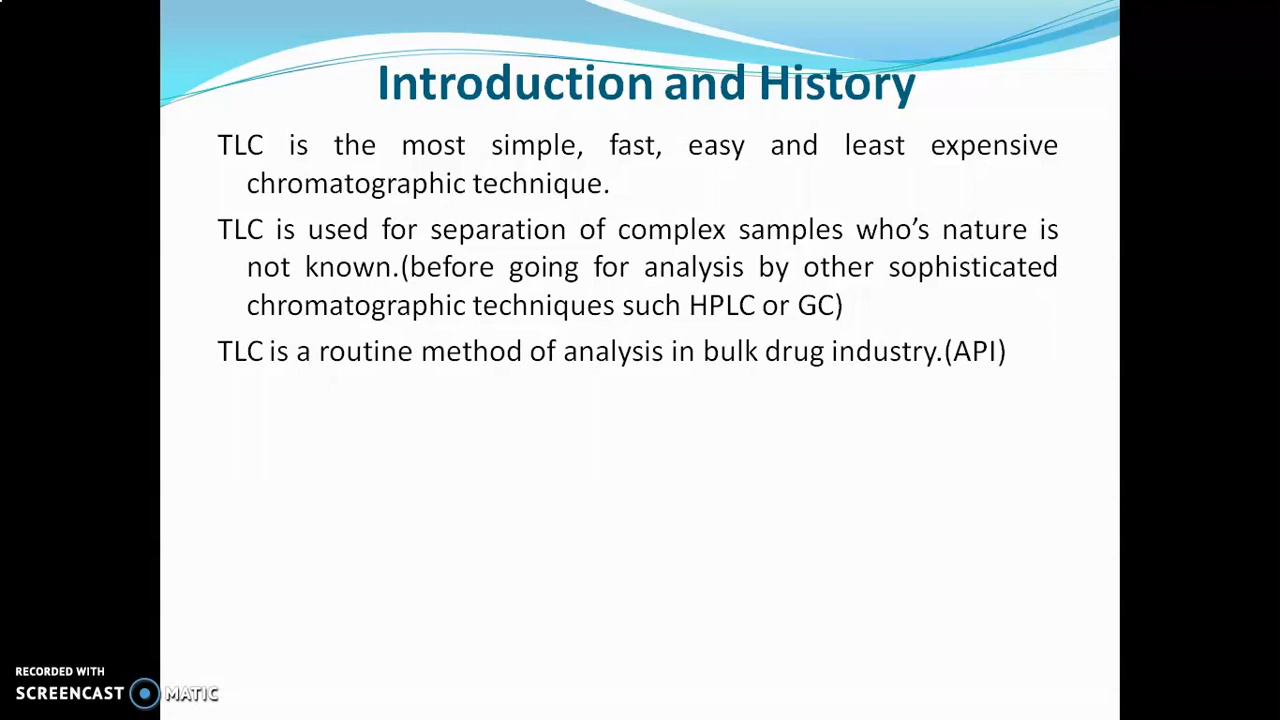 Introduction and History
TLC is the most simple, fast, easy and least expensive
chromatographic technique.
TLC is used for separation of complex samples who’s nature is
not known.(before going for analysis by other sophisticated
chromatographic techniques such HPLC or GC)
TLC is a routine method of analysis in bulk drug industry.(API)
RECORDED WITH
SCREENCAST MATIC